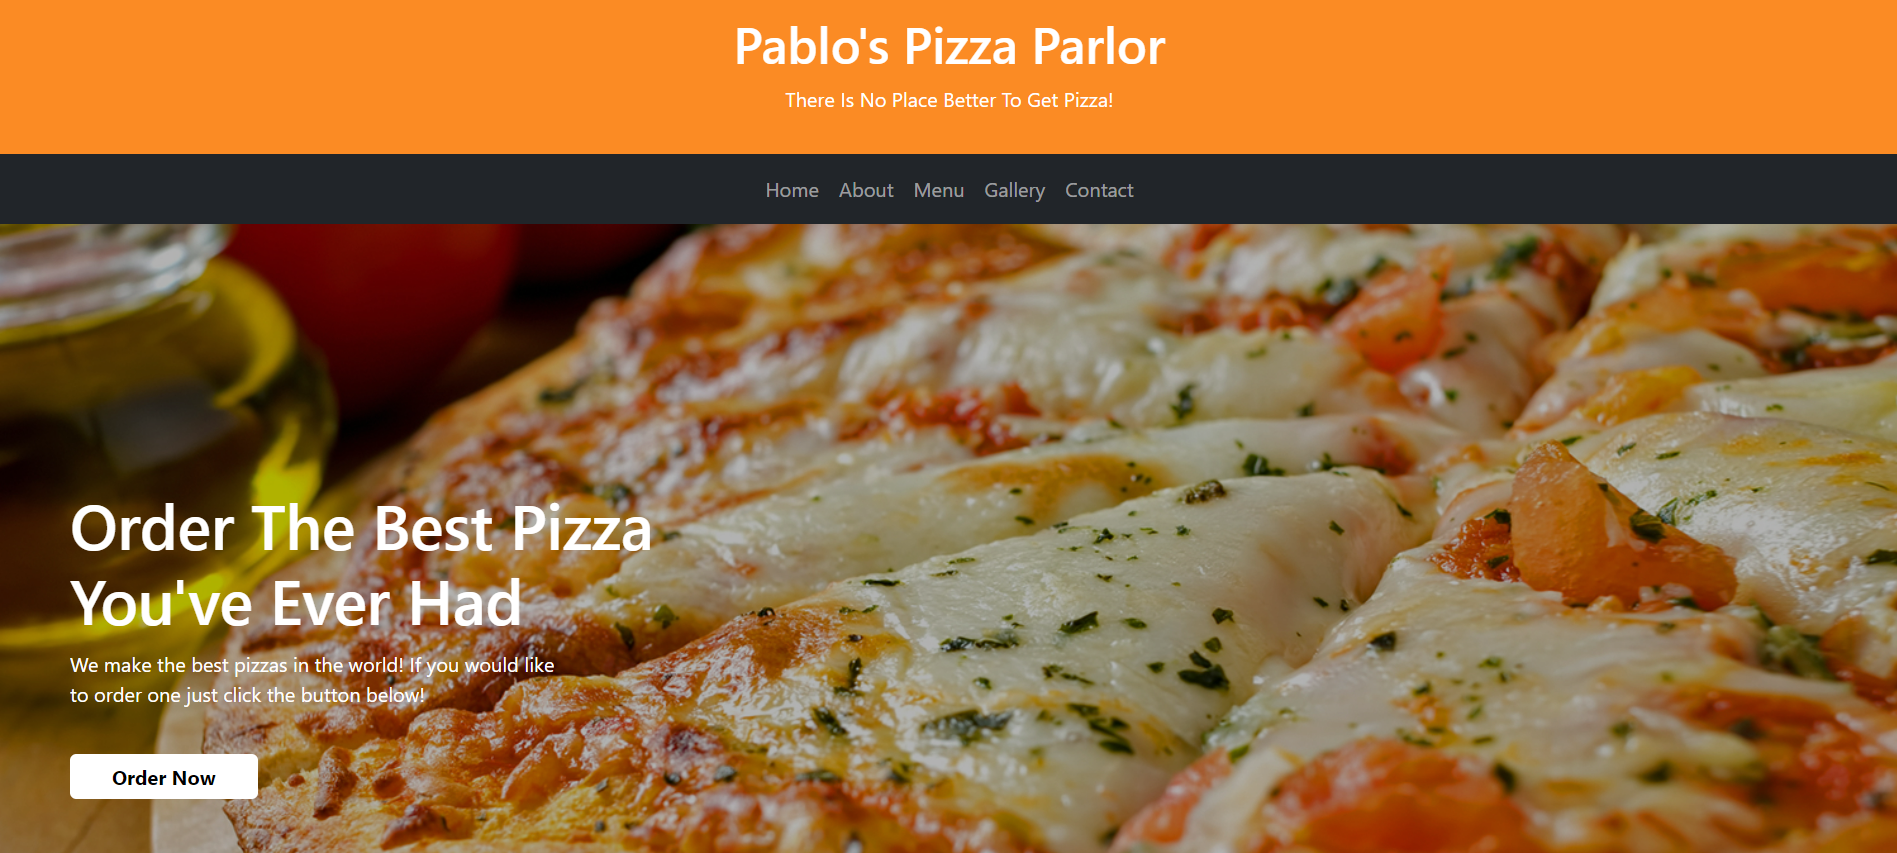 Pablo's Pizza Parlor
There Is No Place Better To Get Pizza!
Home About Menu Gallery Contact
Order The Best Pizza
You've Ever Had
We make the best pizzas in the world! If you would like
to order one just click the button below!
Order Now